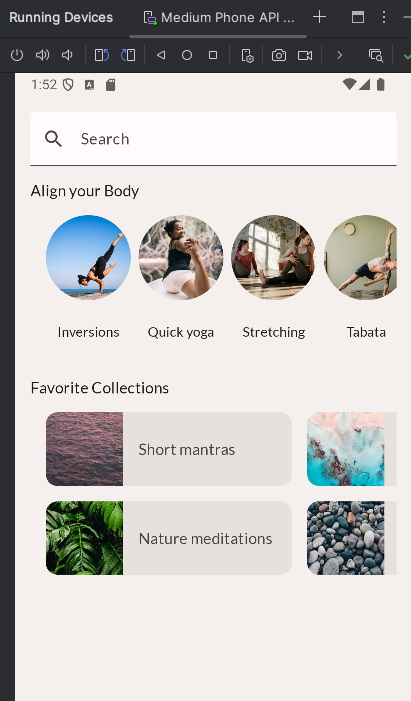 Running Devices Medium Phone API ...
1:52
Search
Align your Body
Inversions Quick yoga Stretching Tabata
Favorite Collections
Short mantras
Nature meditations